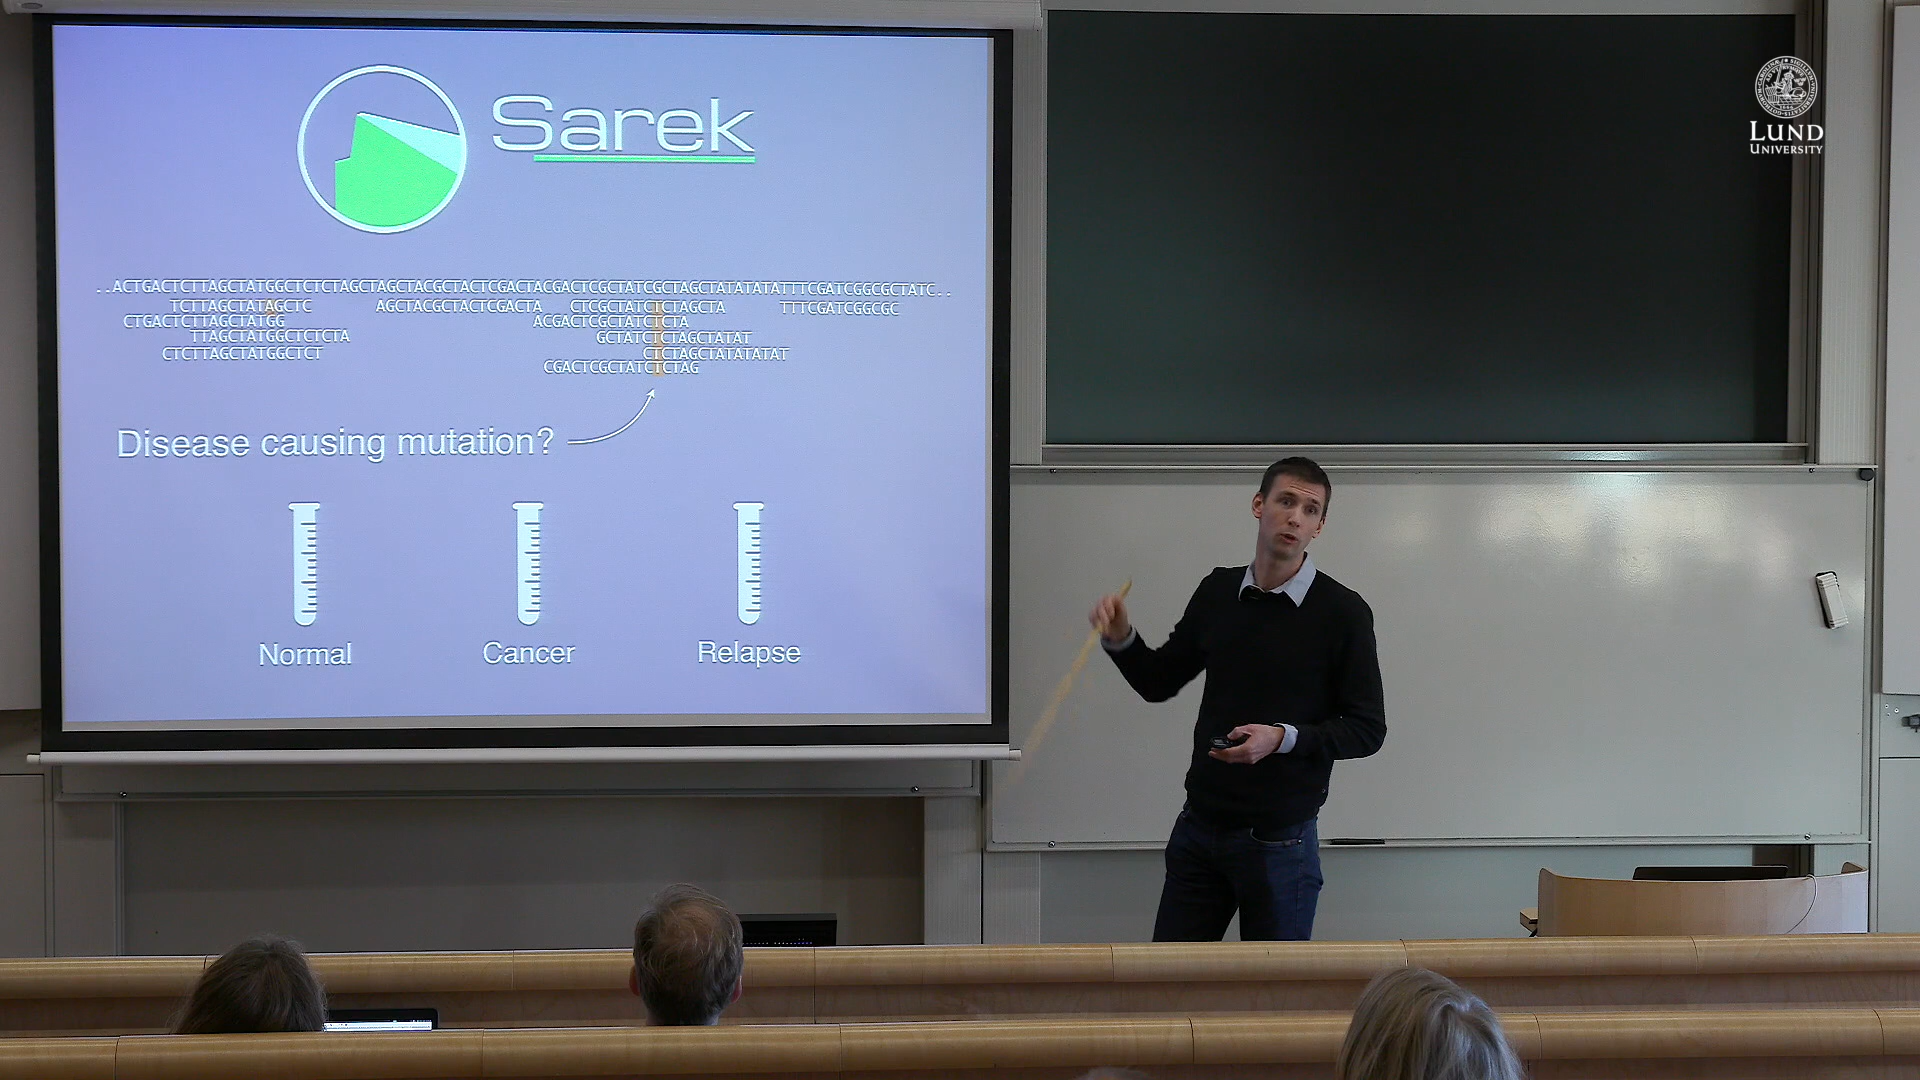 Sarek
..ACTGACTCTTAGCTATGGCTCTCTAGCTAGCTACGCTACTCGACTACGACTCGCTATCGCTAGCTATATATATTTCGATCGGCGCTATC..
TCTTAGCTATAGCTC AGCTACGCTACTCGACTA CTCGCTATCTCTAGCTA TTTCGATCGGCGC
CTGACTCTTAGCTATGG ACGACTCGCTATCTCTA
TTAGCTATGGCTCTCTA GCTATCTCTAGCTATAT
CTCTTAGCTATGGCTCT CTCTAGCTATATATAT
CGACTCGCTATCTCTAG
Disease causing mutation?
Normal Cancer Relapse
LUND
UNIVERSITY